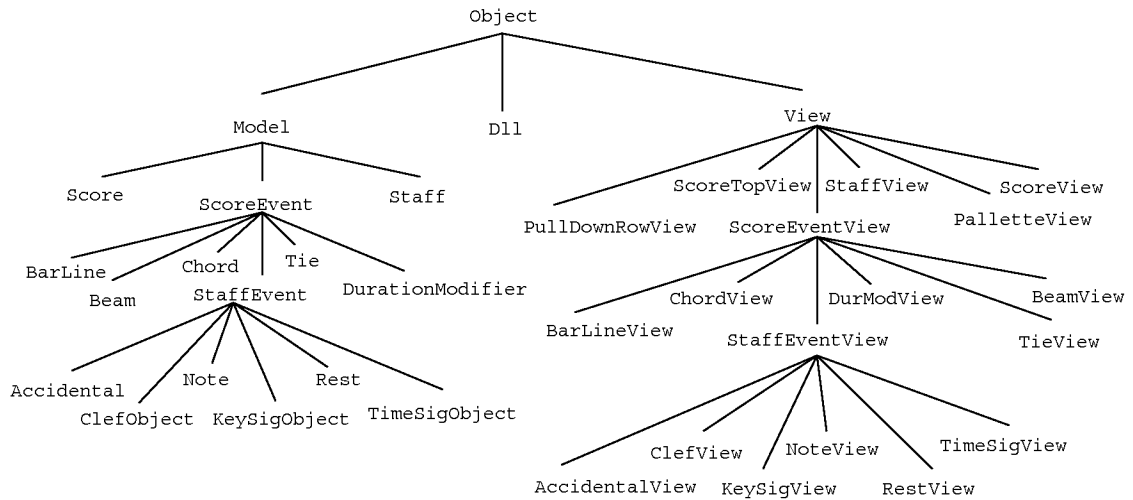 Object
Model
Dll
View
Score
ScoreEvent
Staff
PullDownRowView
ScoreTopView
ScoreEventView
StaffView
PalletteView
ScoreView
BarLine
Beam
Chord
StaffEvent
Tie
DurationModifier
BarLineView
ChordView
StaffEventView
DurModView
TieView
BeamView
Accidental
ClefObject
Note
KeySigObject
Rest
TimeSigObject
AccidentalView
ClefView
KeySigView
NoteView
RestView
TimeSigView